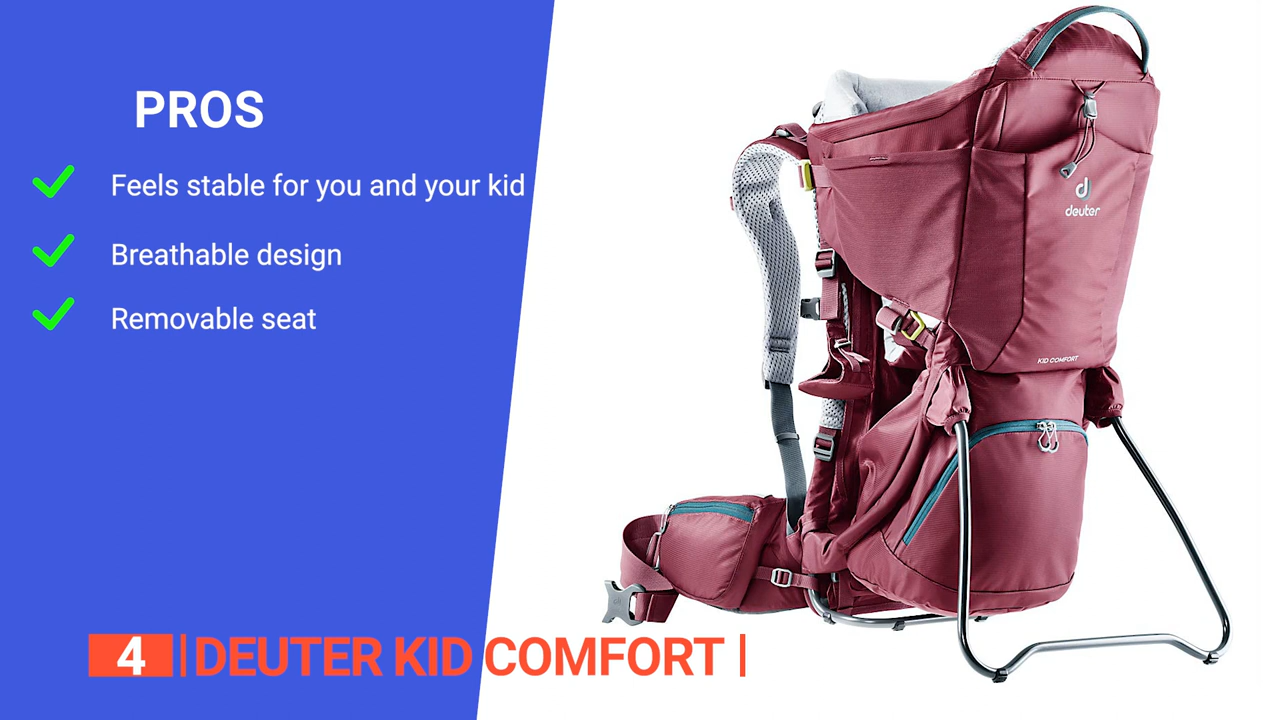 PROS
Feels stable for you and your kid
Breathable design
Removable seat
deuter
KID COMFORT
4 | DEUTER KID COMFORT |